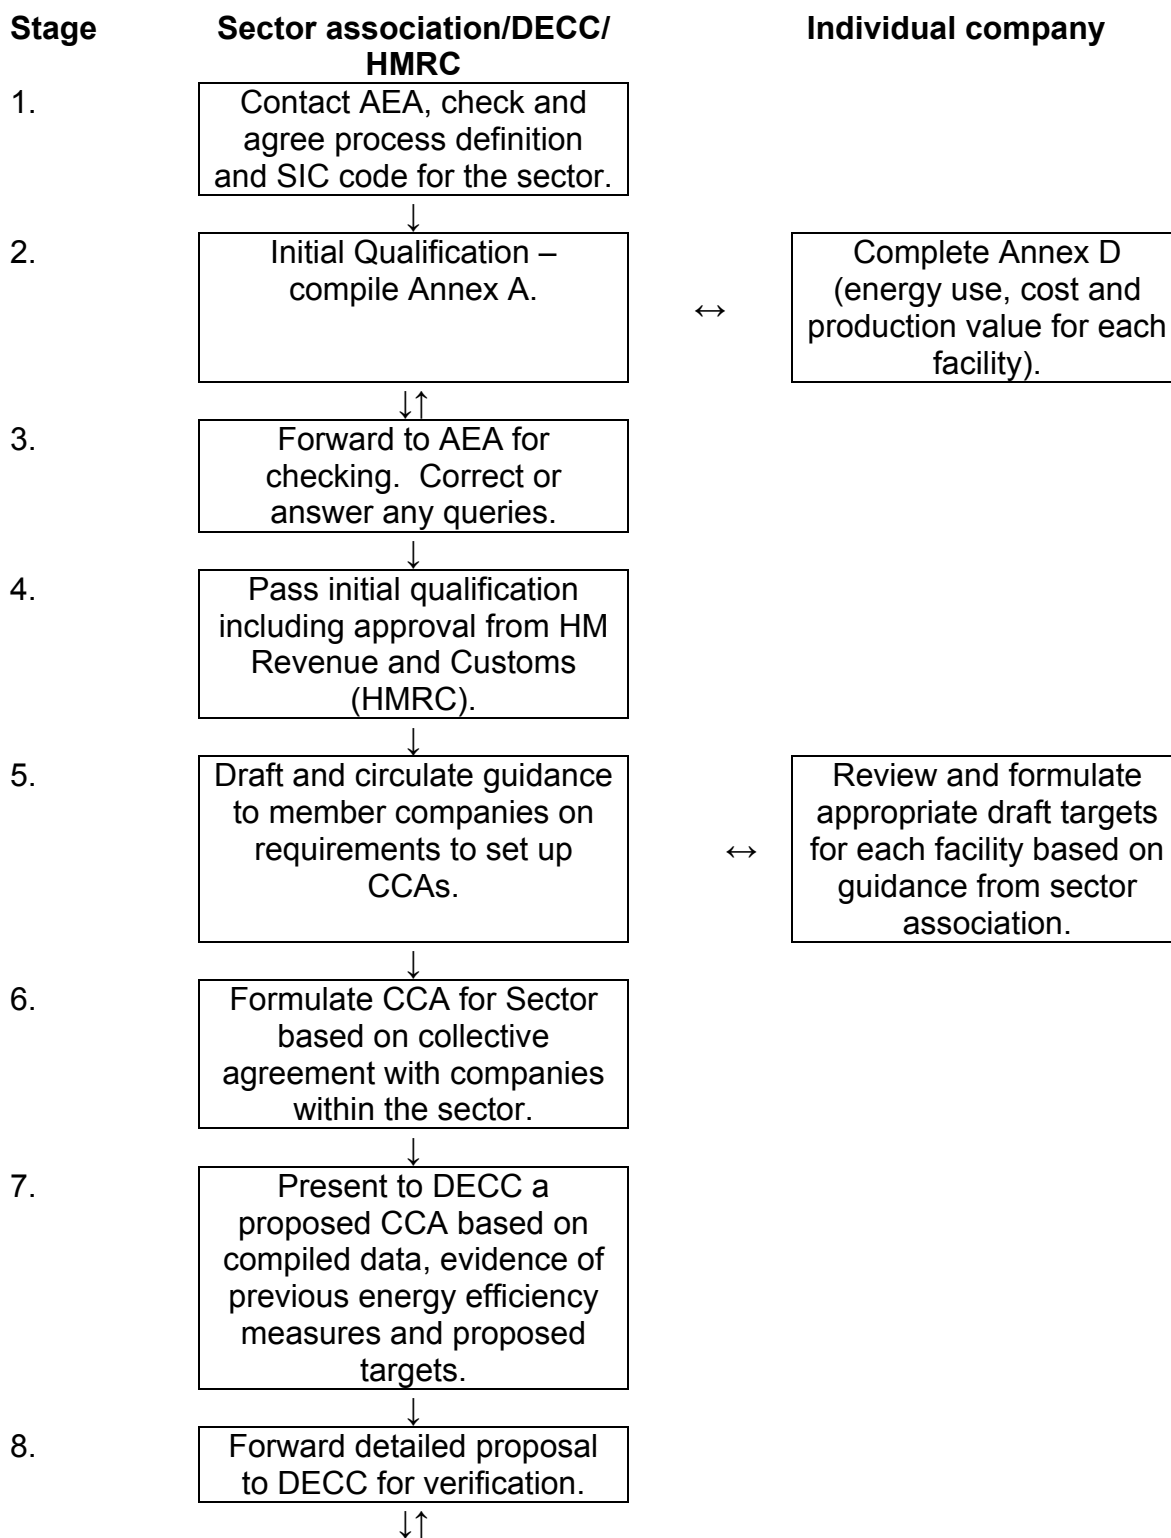 Stage
Sector association/DECC/
HMRC
Individual company
1.
Contact AEA, check and
agree process definition
and SIC code for the sector.
↓
2.
Initial Qualification –
compile Annex A.
↔
Complete Annex D
(energy use, cost and
production value for each
facility).
↓↑
3.
Forward to AEA for
checking.  Correct or
answer any queries.
↓
4.
Pass initial qualification
including approval from HM
Revenue and Customs
(HMRC).
↓
5.
Draft and circulate guidance
to member companies on
requirements to set up
CCAs.
↔
Review and formulate
appropriate draft targets
for each facility based on
guidance from sector
association.
↓
6.
Formulate CCA for Sector
based on collective
agreement with companies
within the sector.
↓
7.
Present to DECC a
proposed CCA based on
compiled data, evidence of
previous energy efficiency
measures and proposed
targets.
↓
8.
Forward detailed proposal
to DECC for verification.
↓↑